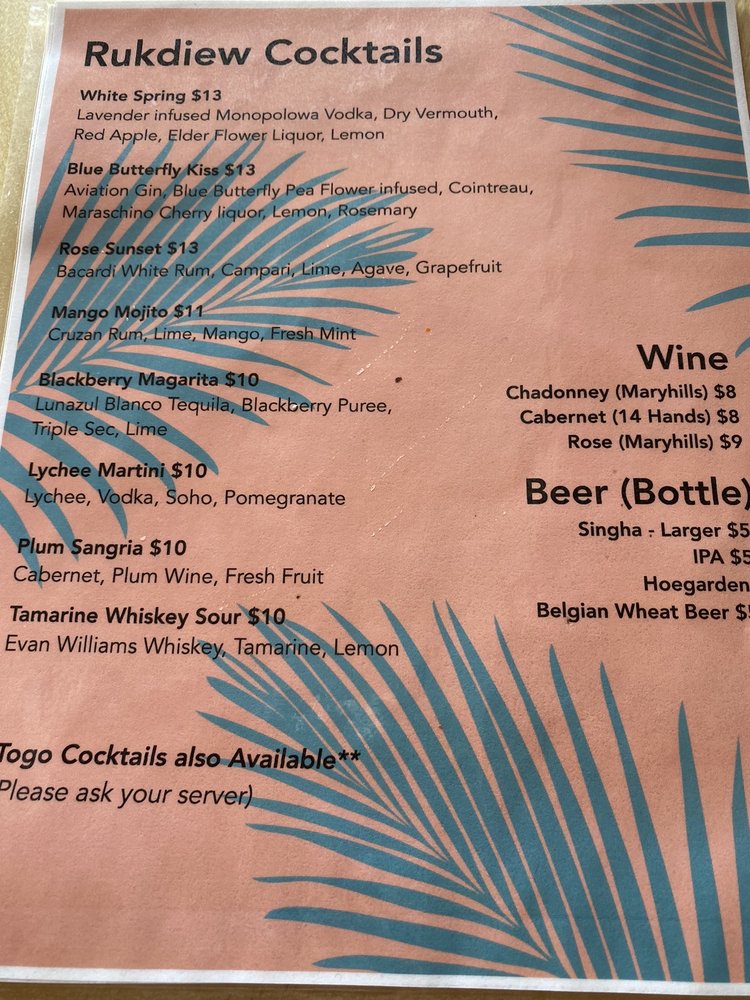 Rukdiew Cocktails
White Spring $13
Lavender infused Monopolowa Vodka, Dry Vermouth,
Red Apple, Elder Flower Liquor, Lemon
Blue Butterfly Kiss $13
Aviation Gin, Blue Butterfly Pea Flower infused, Cointreau,
Maraschino Cherry liquor, Lemon, Rosemary
Rose Sunset $13
Bacardi White Rum, Campari, Lime, Agave, Grapefruit
Mango Mojito $11
Cruzan Rum, Lime, Mango, Fresh Mint
Blackberry Magarita $10
Lunazul Blanco Tequila, Blackberry Puree,
Triple Sec, Lime
Lychee Martini $10
Lychee, Vodka, Soho, Pomegranate
Plum Sangria $10
Cabernet, Plum Wine, Fresh Fruit
Tamarine Whiskey Sour $10
Evan Williams Whiskey, Tamarine, Lemon
Togo Cocktails also Available**
Please ask your server)
Wine
Chadonney (Maryhills) $8
Cabernet (14 Hands) $8
Rose (Maryhills) $9
Beer (Bottle)
Singha - Larger $5
IPA $5
Hoegarden
Belgian Wheat Beer $5